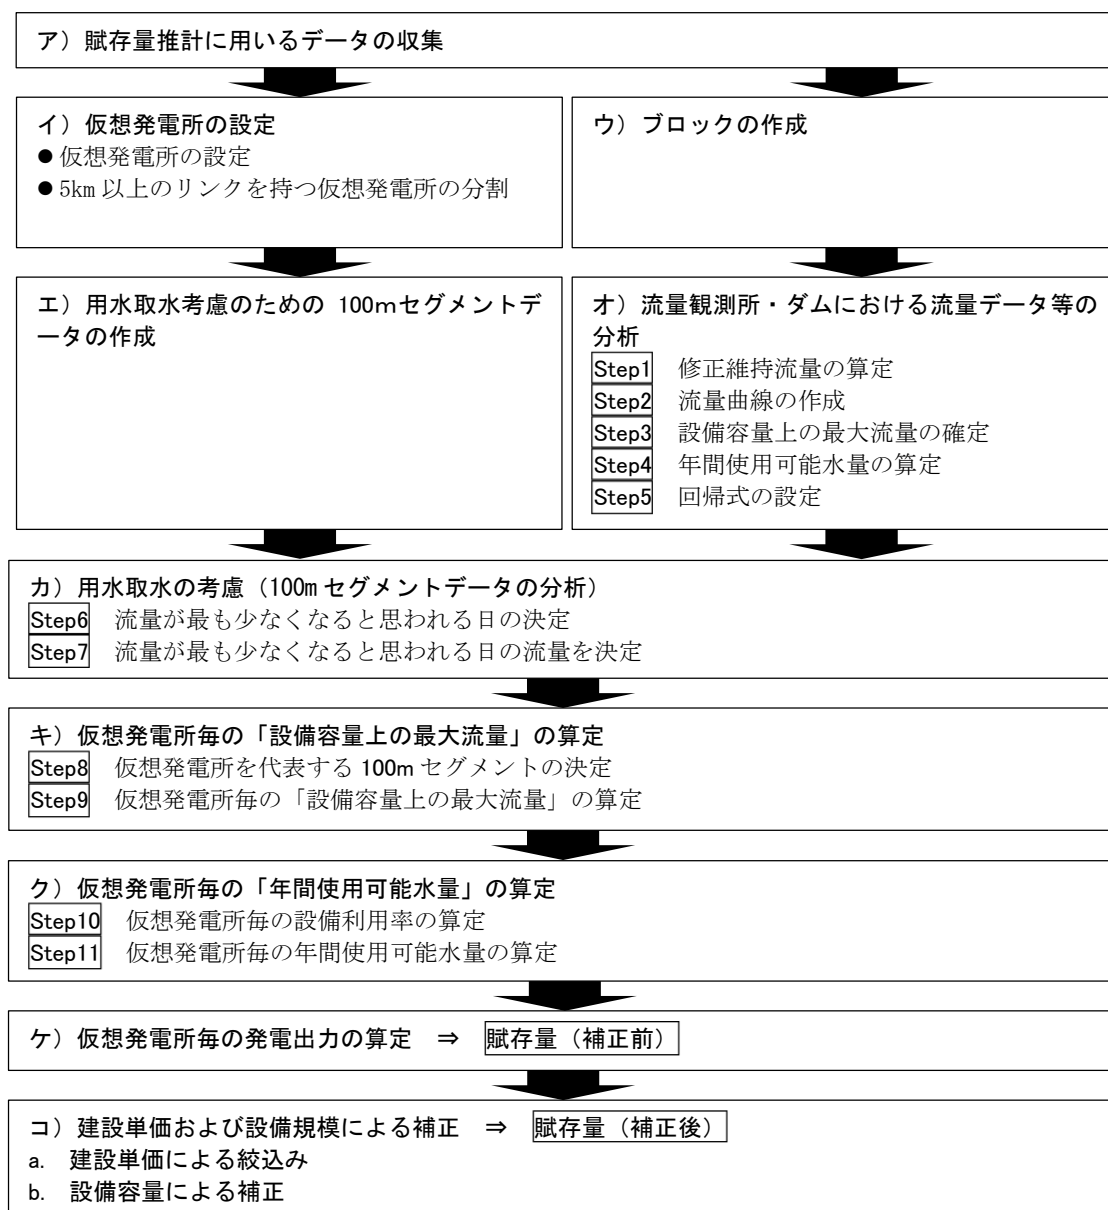 ア）賦存量推計に用いるデータの収集
イ）仮想発電所の設定
●仮想発電所の設定
●5km 以上のリンクを持つ仮想発電所の分割
ウ）ブロックの作成
エ）用水取水考慮のための 100mセグメントデ
ータの作成
オ）流量観測所・ダムにおける流量データ等の
分析
Step1 修正維持流量の算定
Step2 流量曲線の作成
Step3 設備容量上の最大流量の確定
Step4 年間使用可能水量の算定
Step5 回帰式の設定
カ）用水取水の考慮（100m セグメントデータの分析）
Step6 流量が最も少なくなると思われる日の決定
Step7 流量が最も少なくなると思われる日の流量を決定
キ）仮想発電所毎の「設備容量上の最大流量」の算定
Step8 仮想発電所を代表する 100m セグメントの決定
Step9 仮想発電所毎の「設備容量上の最大流量」の算定
ク）仮想発電所毎の「年間使用可能水量」の算定
Step10 仮想発電所毎の設備利用率の算定
Step11 仮想発電所毎の年間使用可能水量の算定
ケ）仮想発電所毎の発電出力の算定 ⇒ 賦存量（補正前）
コ）建設単価および設備規模による補正 ⇒ 賦存量（補正後）
a. 建設単価による絞込み
b. 設備容量による補正